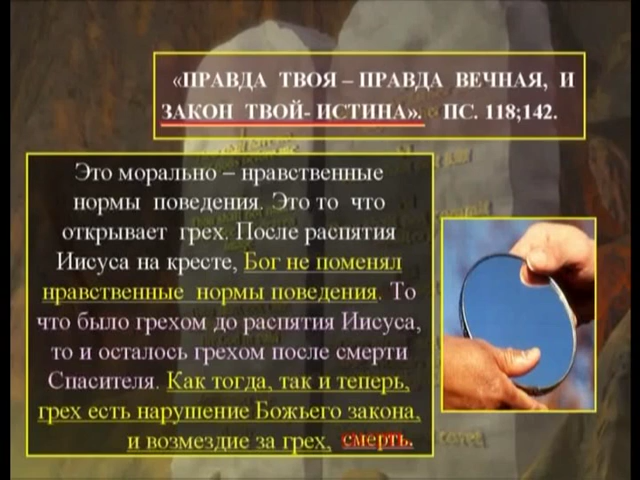 «ПРАВДА ТВОЯ – ПРАВДА ВЕЧНАЯ, И
ЗАКОН ТВОЙ- ИСТИНА». ПС. 118;142.
Это морально – нравственные
нормы поведения. Это то что
открывает грех. После распятия
Иисуса на кресте, Бог не поменял
нравственные нормы поведения. То
что было грехом до распятия Иисуса,
то и осталось грехом после смерти
Спасителя. Как тогда, так и теперь,
грех есть нарушение Божьего закона,
и возмездие за грех, смерть.